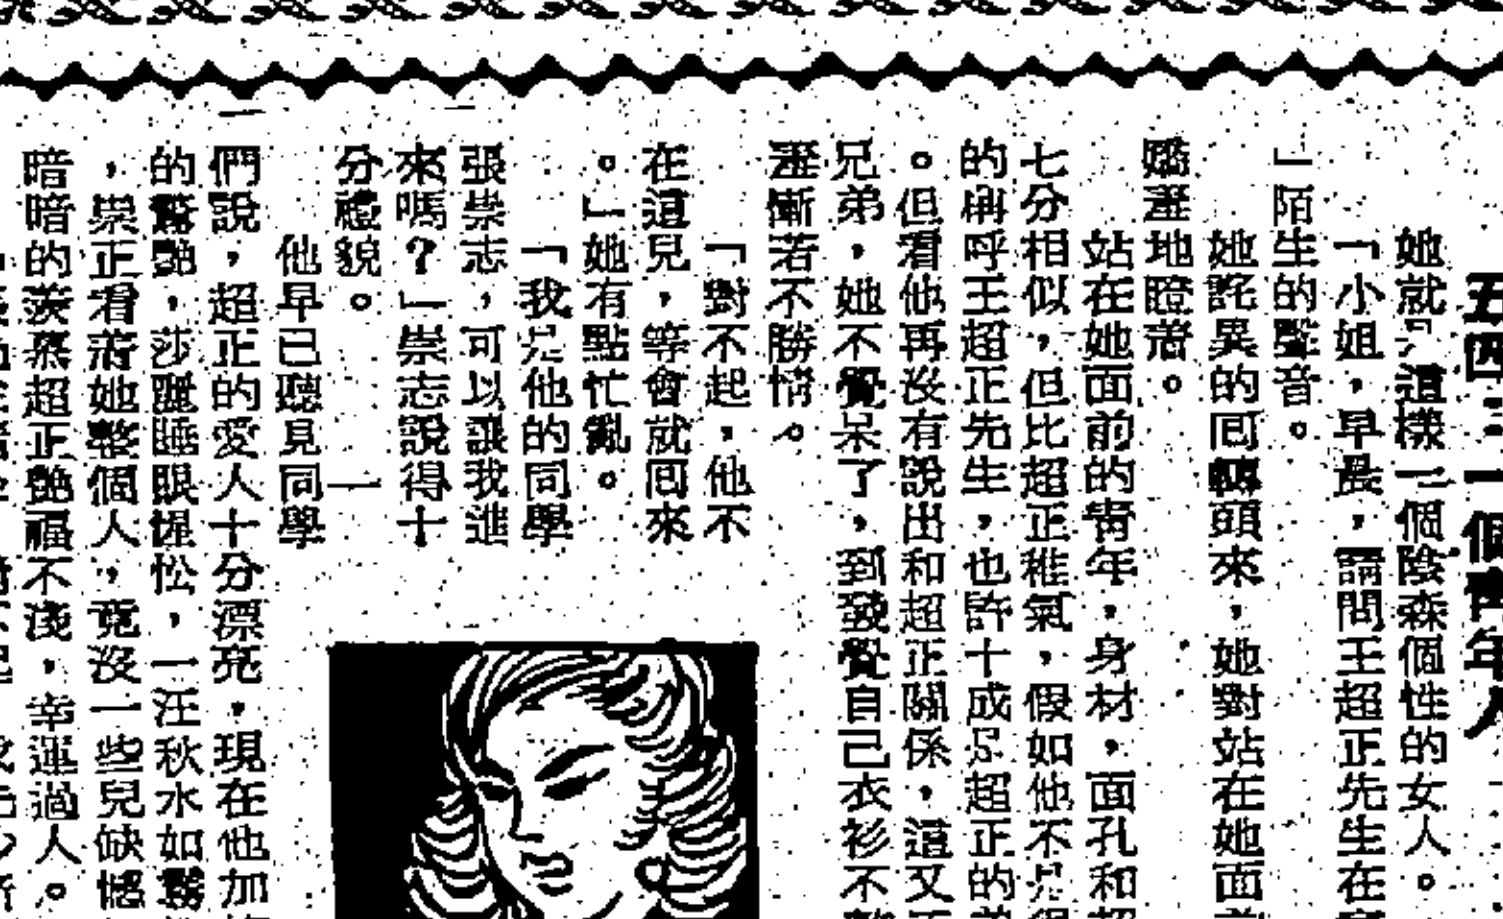 五四三一個青年人
她就是這樣一個陰森個性的女人。
「小姐，早晨，請問王超正先生在
」陌生的聲音。
她詫異的囘轉頭來，她對站在她面
站在她面前的青年，身材，面孔和
嬌澀地瞪着。
七分相似，但比超正稚氣，假如他不是
的稱呼王超正先生，也許十成是超正的
。但看他再沒有說出和超正關係，這又
兄弟，她不覺呆了，到發覺自己衣衫不
澀慚若不勝情。
「對不起，他不
在這兒，等會就囘來
。」她有點忙亂。
「我是他的同學
張崇志，可以讓我進
來嗎？」崇志說得十
分禮貌。
他早已聽見同學
們說，超正的愛人十分漂亮，現在他加
的驚艷，莎麗睡眼惺忪，一汪秋水如霧
，崇正看着她整個人，竟沒一些兒缺憾
暗暗的羨慕超正艷福不淺，幸運過人。